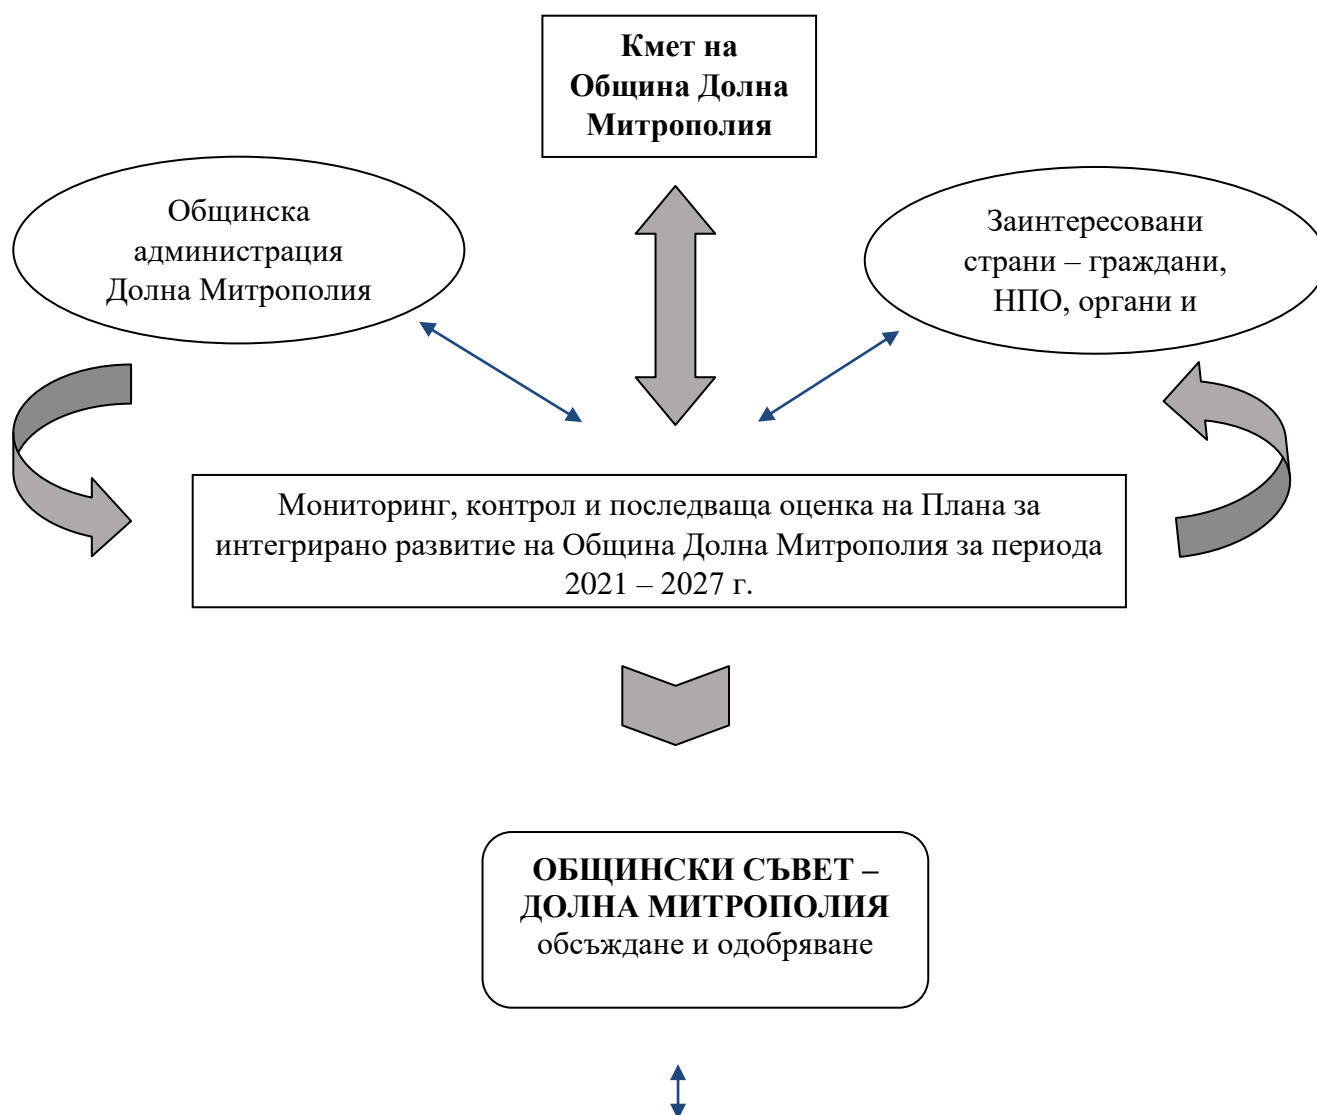 Кмет на
Община Долна
Митрополия
Общинска
администрация
Долна Митрополия
Заинтересовани
страни – граждани,
НПО, органи и
Мониторинг, контрол и последваща оценка на Плана за
интегрирано развитие на Община Долна Митрополия за периода
2021 – 2027 г.
ОБЩИНСКИ СЪВЕТ –
ДОЛНА МИТРОПОЛИЯ
обсъждане и одобряване